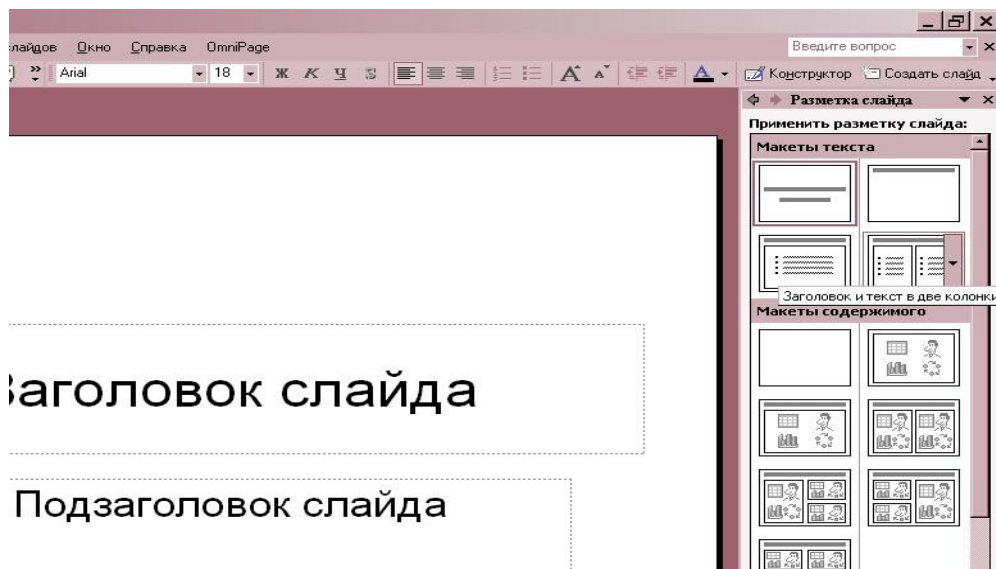 слайдов Окно Справка OmniPage Введите вопрос
Arial 18 Ж К Ч S A A A Конструктор Создать слайд
Разметка слайда
Применить разметку слайда:
Макеты текста
Заголовок и текст в две колонки
Макеты содержимого
Заголовок слайда
Подзаголовок слайда